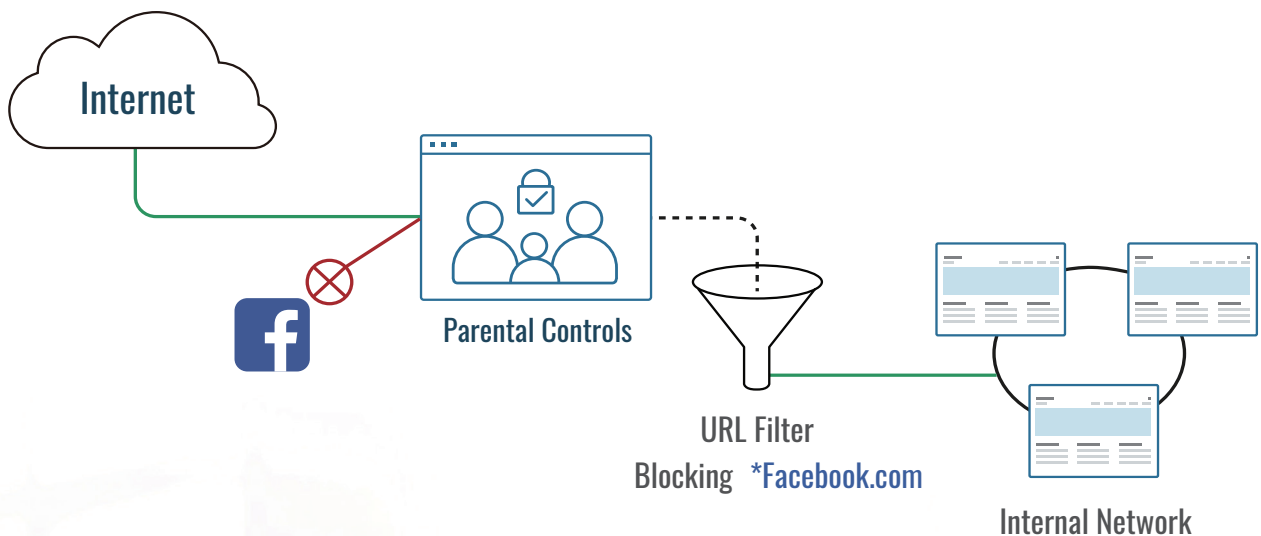 Internet
Parental Controls
URL Filter
Blocking *Facebook.com
Internal Network